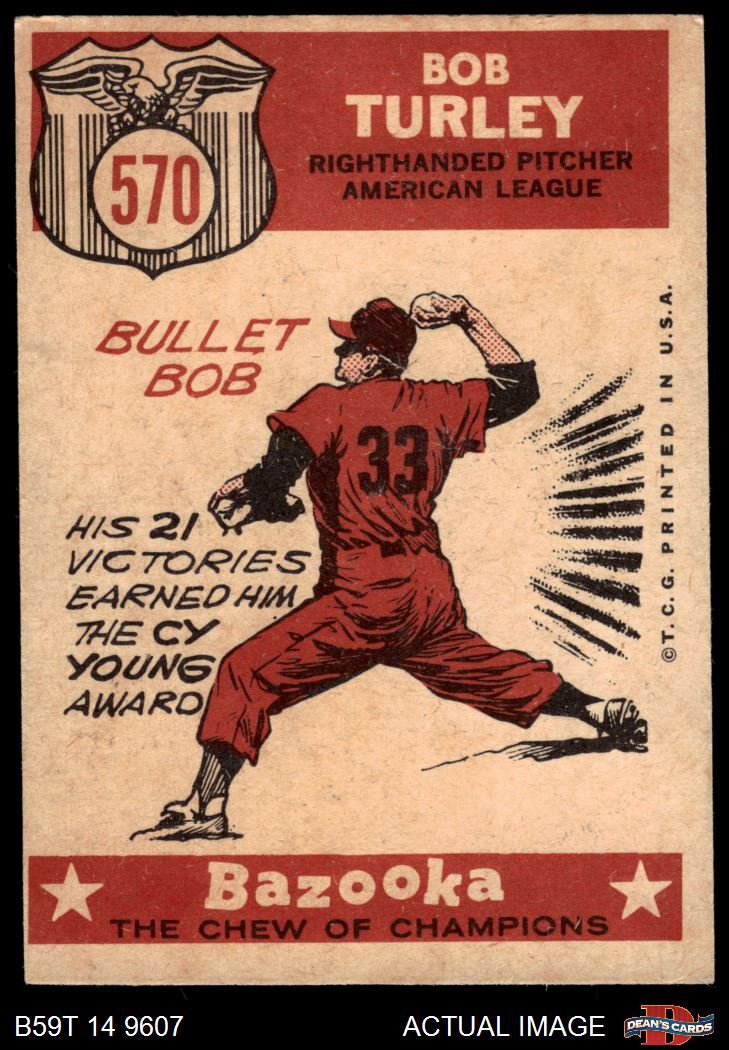 570
BOB
TURLEY
RIGHTHANDED PITCHER
AMERICAN LEAGUE
BULLET
BOB
33
HIS 21
VICTORIES
EARNED HIM
THE CY
YOUNG
AWARD
© T. C. G. PRINTED IN U.S.A.
Bazooka
THE CHEW OF CHAMPIONS
B59T 14 9607
ACTUAL IMAGE
D
DEAN'S CARDS